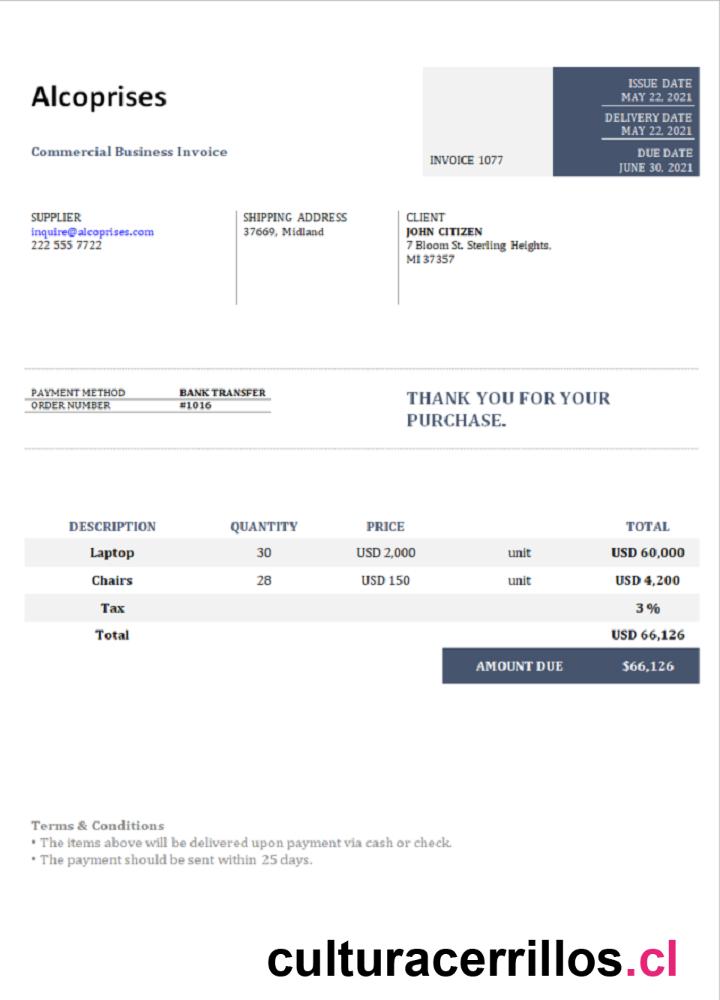 Alcoprises
Commercial Business Invoice
INVOICE 1077
ISSUE DATE
MAY 22, 2021
DELIVERY DATE
MAY 22, 2021
DUE DATE
JUNE 30, 2021
SUPPLIER
inquire@alcoprises.com
222 555 7722
SHIPPING ADDRESS
37669, Midland
CLIENT
JOHN CITIZEN
7 Bloom St. Sterling Heights,
MI 37357
PAYMENT METHOD BANK TRANSFER
ORDER NUMBER #1016
THANK YOU FOR YOUR
PURCHASE.
DESCRIPTION QUANTITY PRICE TOTAL
Laptop 30 USD 2,000 unit USD 60,000
Chairs 28 USD 150 unit USD 4,200
Tax 3 %
Total USD 66,126
AMOUNT DUE $66,126
Terms & Conditions
• The items above will be delivered upon payment via cash or check.
• The payment should be sent within 25 days.
culturacerrillos.cl